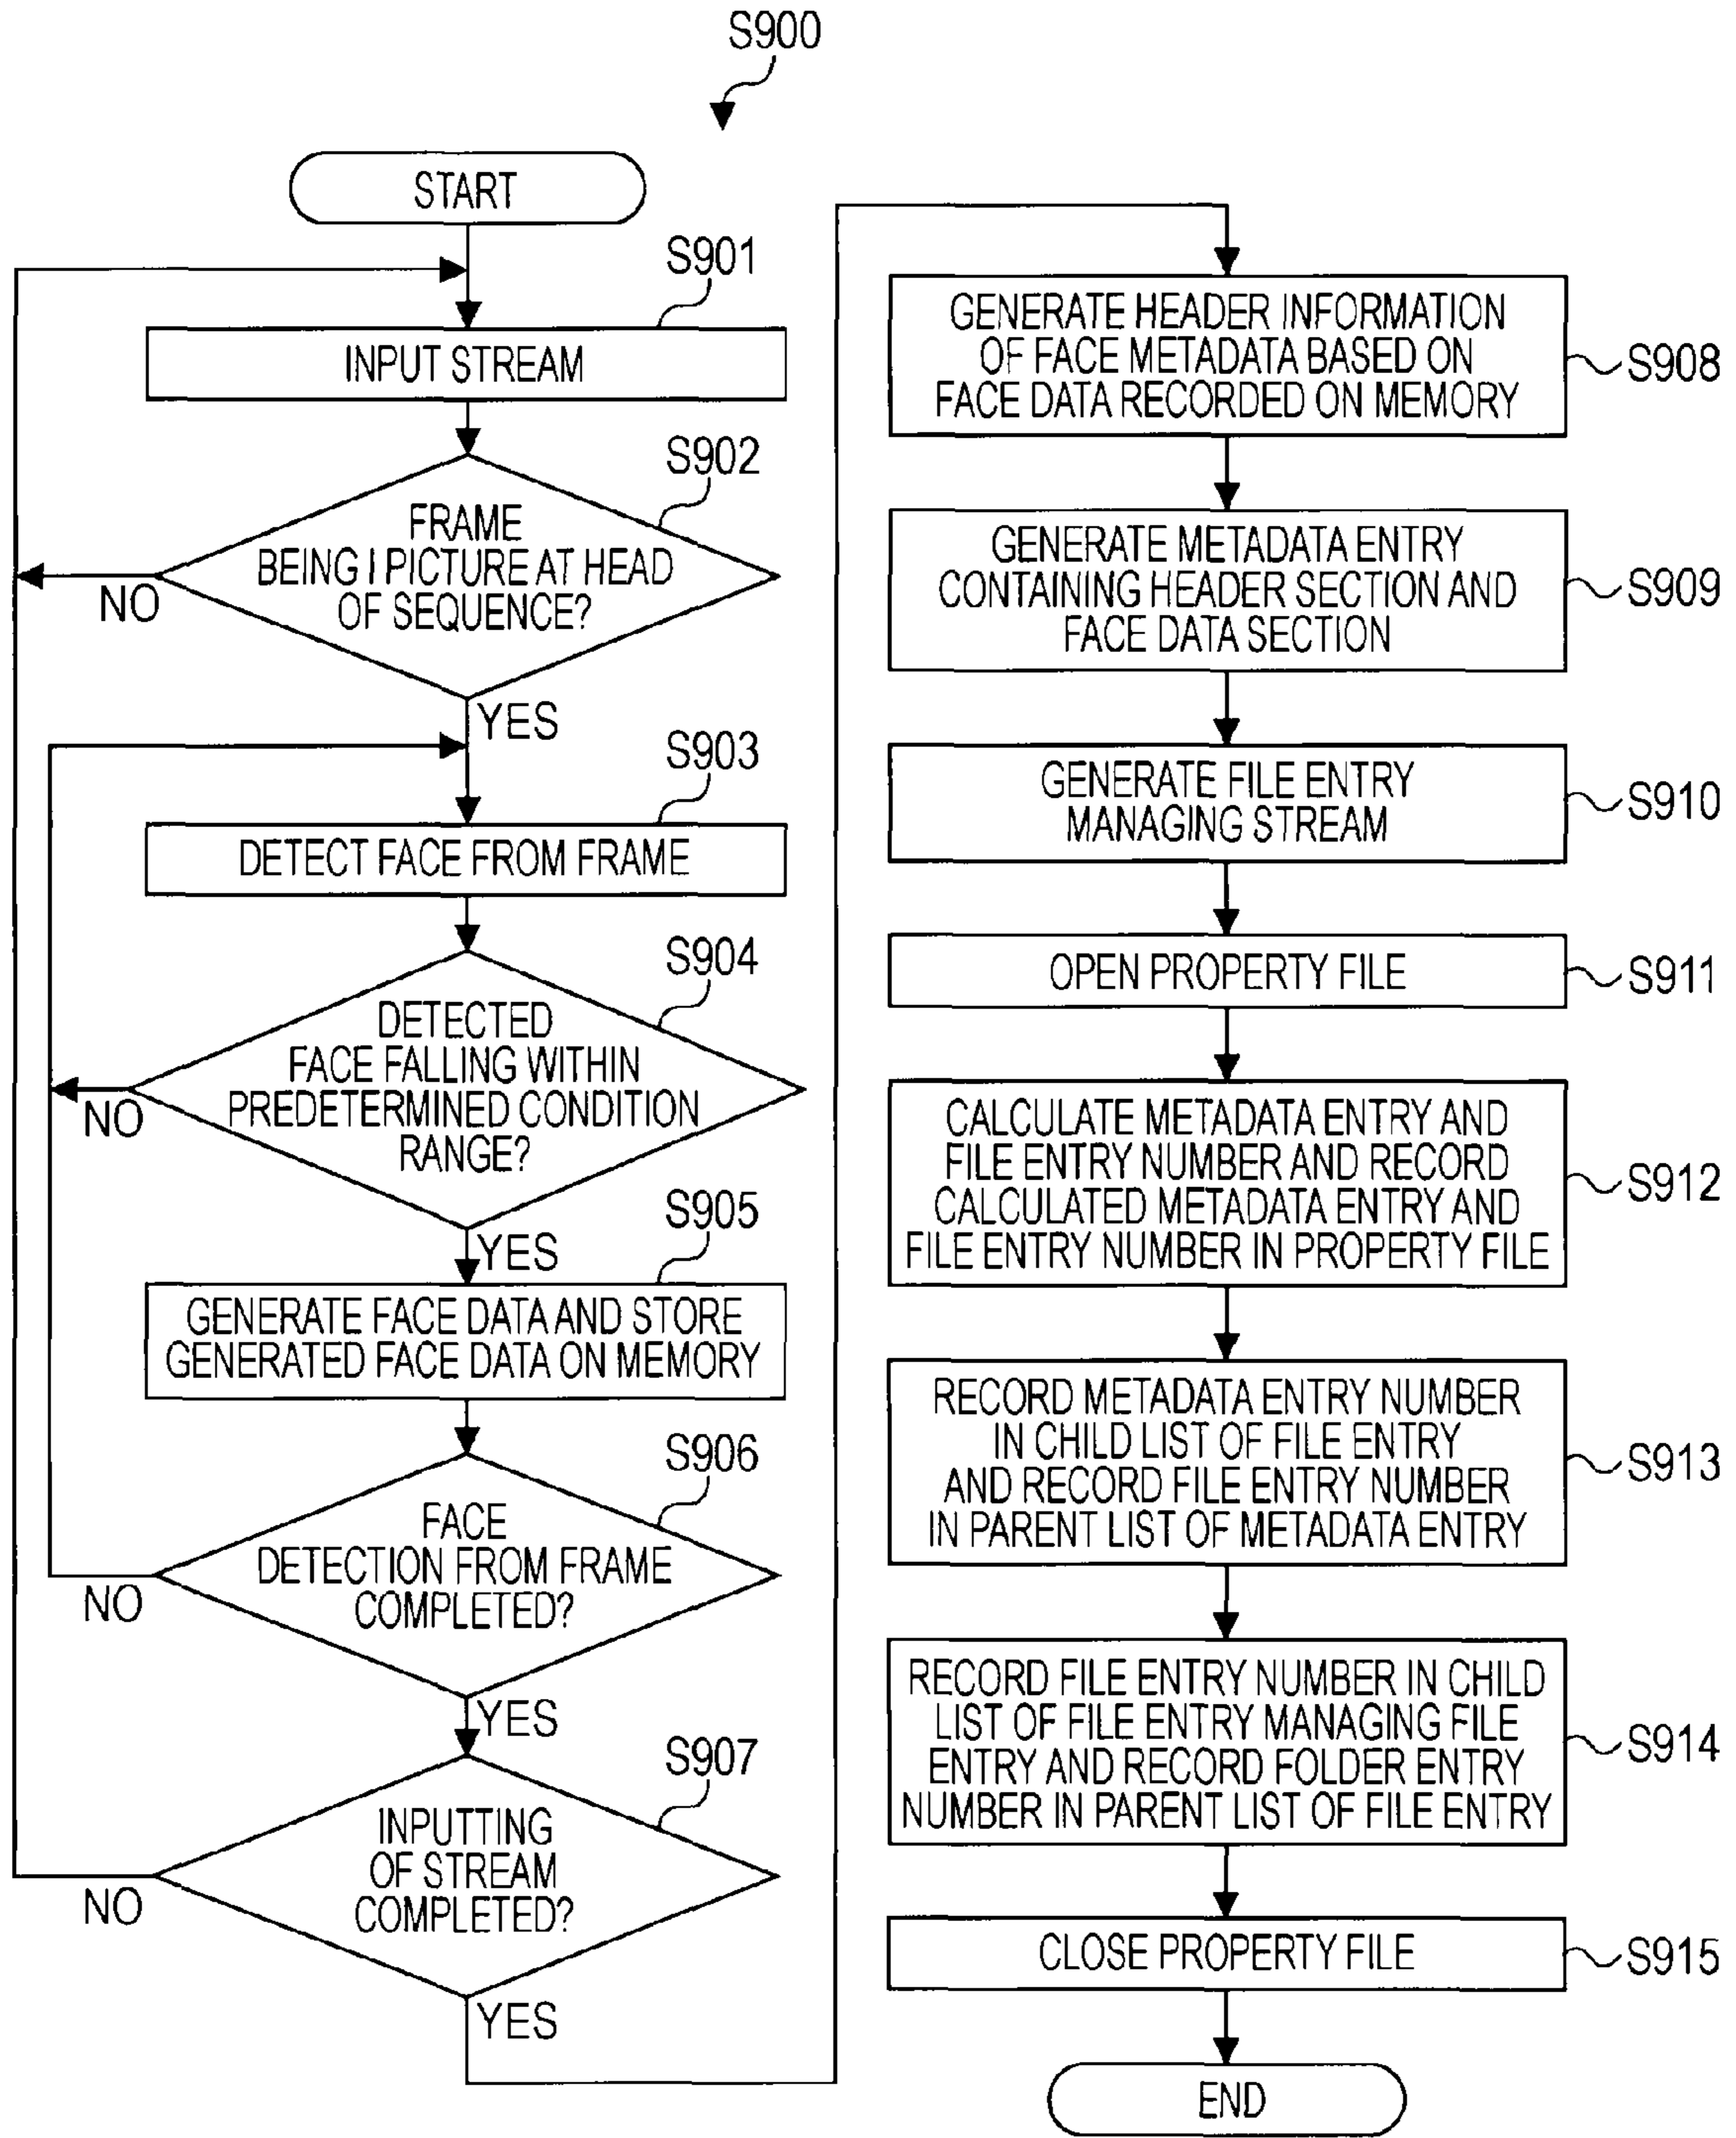 S900
START
S901
INPUT STREAM
S902
FRAME
BEING I PICTURE AT HEAD
OF SEQUENCE?
NO
YES
S903
DETECT FACE FROM FRAME
S904
DETECTED
FACE FALLING WITHIN
PREDETERMINED CONDITION
RANGE?
NO
YES
S905
GENERATE FACE DATA AND STORE
GENERATED FACE DATA ON MEMORY
S906
FACE
DETECTION FROM FRAME
COMPLETED?
NO
YES
S907
INPUTTING
OF STREAM
COMPLETED?
NO
YES
GENERATE HEADER INFORMATION
OF FACE METADATA BASED ON
FACE DATA RECORDED ON MEMORY
S908
GENERATE METADATA ENTRY
CONTAINING HEADER SECTION AND
FACE DATA SECTION
S909
GENERATE FILE ENTRY
MANAGING STREAM
S910
OPEN PROPERTY FILE
S911
CALCULATE METADATA ENTRY AND
FILE ENTRY NUMBER AND RECORD
CALCULATED METADATA ENTRY AND
FILE ENTRY NUMBER IN PROPERTY FILE
S912
RECORD METADATA ENTRY NUMBER
IN CHILD LIST OF FILE ENTRY
AND RECORD FILE ENTRY NUMBER
IN PARENT LIST OF METADATA ENTRY
S913
RECORD FILE ENTRY NUMBER IN CHILD
LIST OF FILE ENTRY MANAGING FILE
ENTRY AND RECORD FOLDER ENTRY
NUMBER IN PARENT LIST OF FILE ENTRY
S914
CLOSE PROPERTY FILE
S915
END